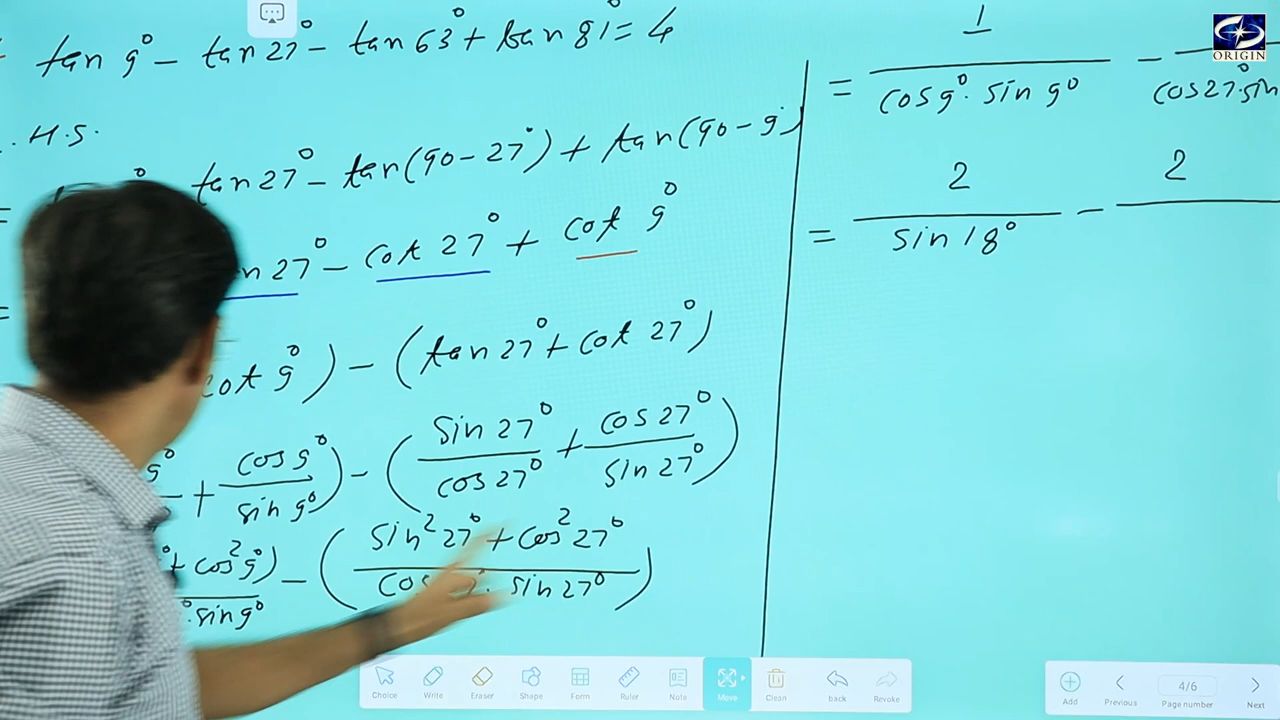 tan 9° – tan 27° – tan 63° + tan 81° = 4
.H.S.
tan 27° – tan(90 – 27°) + tan(90 – 9°)
= n 27° – cot 27° + cot 9°
cot 9°) – (tan 27° + cot 27°)
9° + cos 9° / sin 9°) – (sin 27° / cos 27° + cos 27° / sin 27°)
° + cos² 9°) / °. sin 9° – (sin² 27° + cos² 27° / cos . sin 27°)
= 1 / cos 9°. sin 9° – cos 27°. sin
= 2 / sin 18° – 2
ORIGIN
Choice Write Eraser Shape Form Ruler Note Move Clean back Revoke
Add Previous 4/6 Page number Next